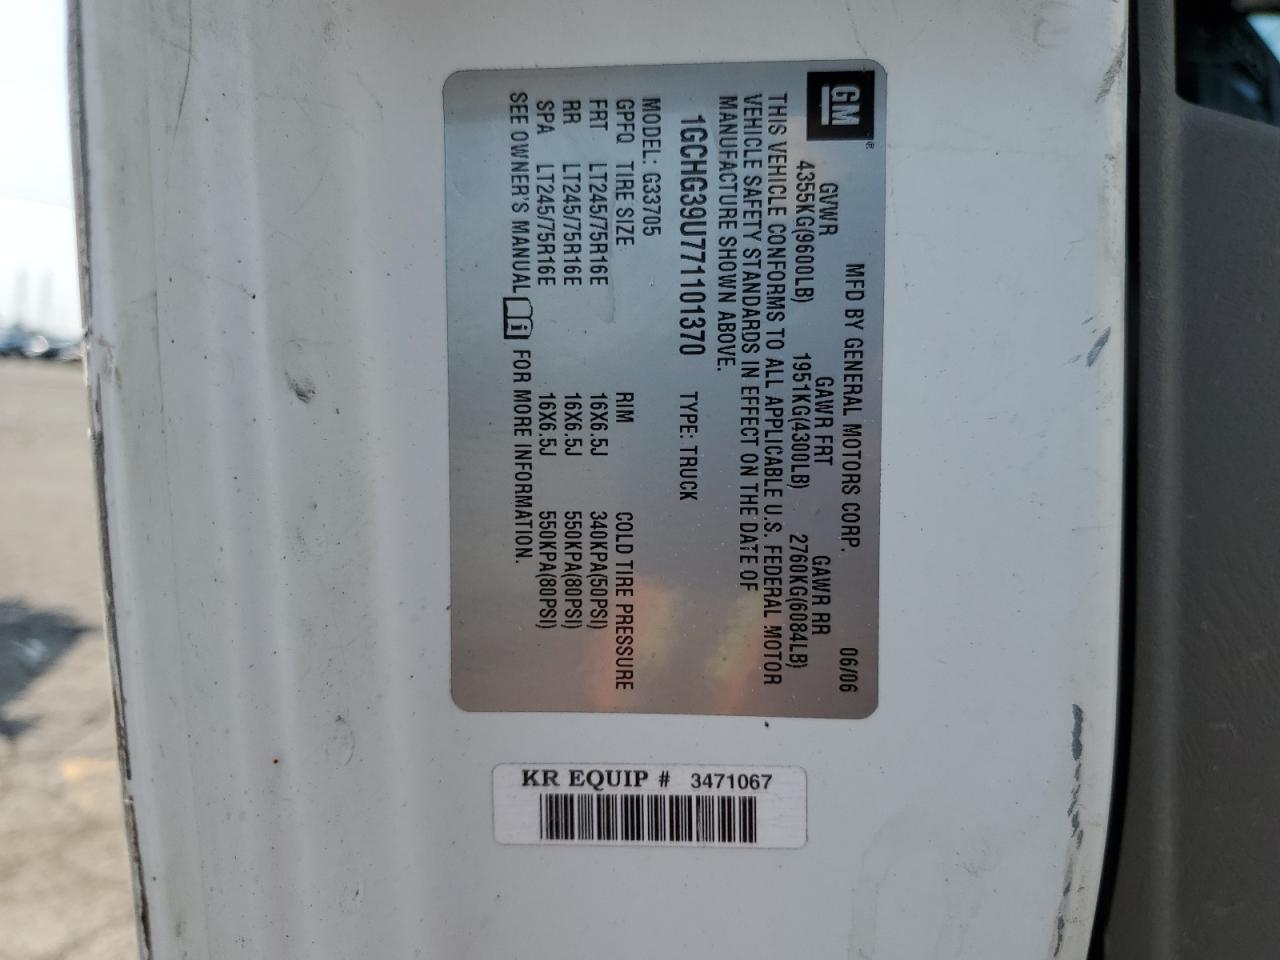 GM®
MFD BY GENERAL MOTORS CORP. 06/06
GVWR GAWR FRT GAWR RR
4355KG(9600LB) 1951KG(4300LB) 2760KG(6084LB)
THIS VEHICLE CONFORMS TO ALL APPLICABLE U.S. FEDERAL MOTOR
VEHICLE SAFETY STANDARDS IN EFFECT ON THE DATE OF
MANUFACTURE SHOWN ABOVE.
1GCHG39U771101370 TYPE: TRUCK
MODEL: G33705
GPFQ TIRE SIZE RIM COLD TIRE PRESSURE
FRT LT245/75R16E 16X6.5J 340KPA(50PSI)
RR LT245/75R16E 16X6.5J 550KPA(80PSI)
SPA LT245/75R16E 16X6.5J 550KPA(80PSI)
SEE OWNER'S MANUAL FOR MORE INFORMATION.
KR EQUIP # 3471067